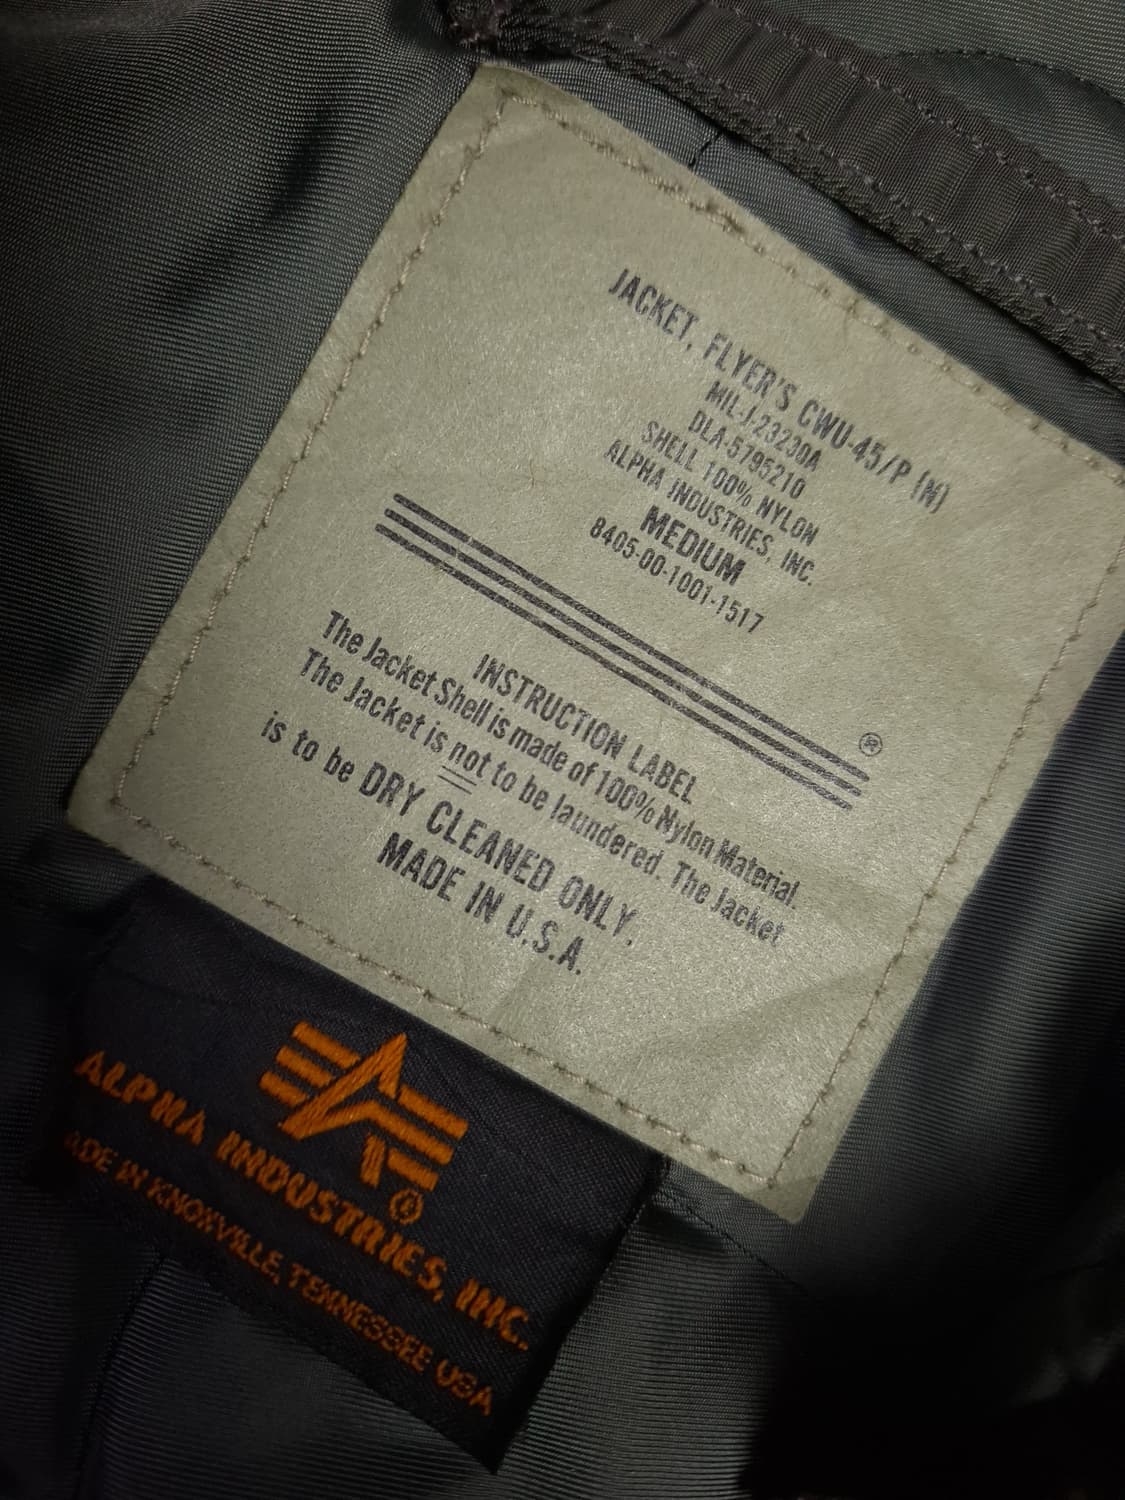 JACKET, FLYER'S CWU-45/P (N)
MIL-J-23230A
DLA-5795210
SHELL 100% NYLON
ALPHA INDUSTRIES, INC.
MEDIUM
8405-00-1001-1517
®
INSTRUCTION LABEL
The Jacket Shell is made of 100% Nylon Material.
The Jacket is not to be laundered. The Jacket
is to be DRY CLEANED ONLY.
MADE IN U.S.A.
®
ALPHA INDUSTRIES, INC.
MADE IN KNOXVILLE, TENNESSEE USA